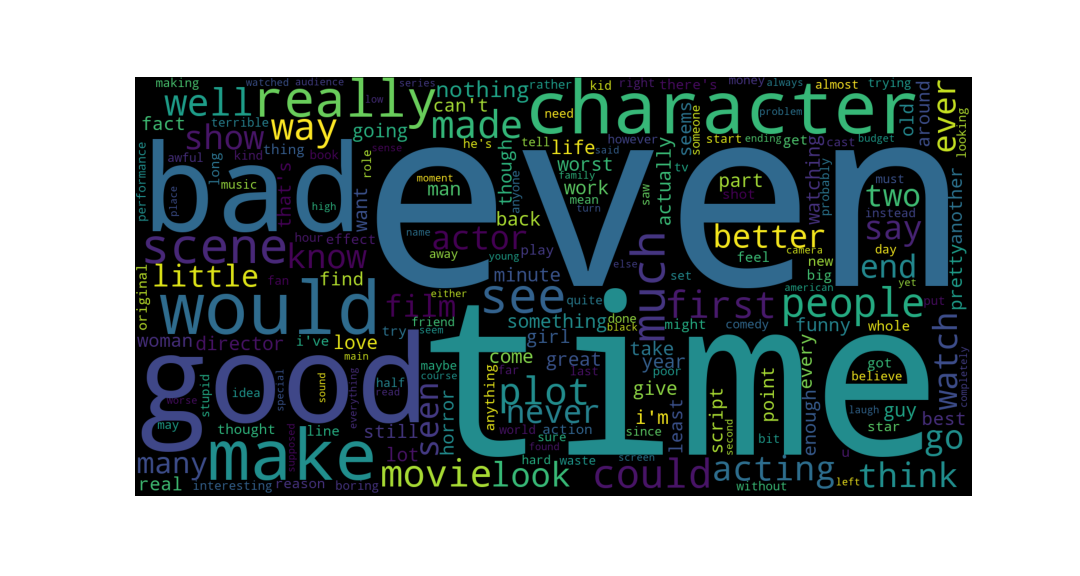 making
watched
audience
series
nothing
rather
kid
right
there's
money
always
almost
trying
well
really
can't
need
character
someone
problem
old
around
ever
looking
fact
terrible
show
way
going
made
he's
tell
life
said
however
seems
start
ending
get
cast
budget
performance
awful
kind
thing
book
role
sense
low
though
worst
family
actually
tv
part
shot
watching
probably
must
two
instead
bad
even
place
long
music
that's
high
want
moment
man
anyone
work
mean
turn
saw
back
say
pretty
another
scene
know
hour
effect
name
actor
away
young
play
else
better
camera
feel
day
new
big
yet
end
little
fan
find
minute
much
set
american
original
would
film
either
see
quite
first
people
put
friend
something
done
black
might
comedy
funny
whole
woman
director
i've
love
try
seem
girl
take
year
watch
completely
main
maybe
come
great
poor
every
got
believe
good
time
worse
stupid
idea
special
sound
everything
half
read
course
far
last
anything
plot
give
script
second
point
enough
laugh
guy
star
best
may
thought
supposed
line
still
seen
horror
never
world
action
i'm
since
least
bit
u
go
make
lot
sure
found
many
movie
look
hard
waste
screen
could
acting
left
think
real
interesting
reason
boring
without